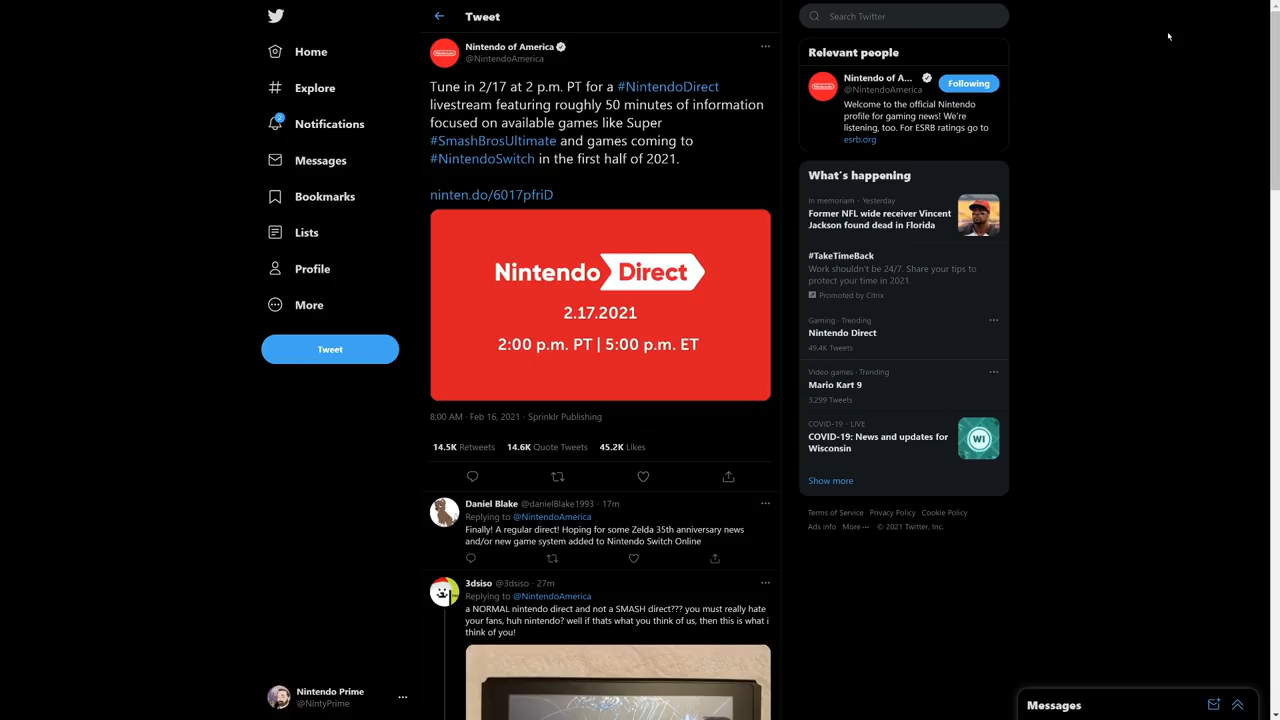 Home
Explore
2
Notifications
Messages
Bookmarks
Lists
Profile
More
Tweet
Nintendo Prime
@NintyPrime
Tweet
Nintendo of America
@NintendoAmerica
Tune in 2/17 at 2 p.m. PT for a #NintendoDirect
livestream featuring roughly 50 minutes of information
focused on available games like Super
#SmashBrosUltimate and games coming to
#NintendoSwitch in the first half of 2021.
ninten.do/6017pfriD
Nintendo Direct
2.17.2021
2:00 p.m. PT | 5:00 p.m. ET
8:00 AM · Feb 16, 2021 · Sprinklr Publishing
14.5K Retweets 14.6K Quote Tweets 45.2K Likes
Daniel Blake @danielBlake1993 · 17m
Replying to @NintendoAmerica
Finally! A regular direct! Hoping for some Zelda 35th anniversary news
and/or new game system added to Nintendo Switch Online
3dsiso @3dsiso · 27m
Replying to @NintendoAmerica
a NORMAL nintendo direct and not a SMASH direct??? you must really hate
your fans, huh nintendo? well if thats what you think of us, then this is what i
think of you!
Search Twitter
Relevant people
Nintendo of A...
@NintendoAmerica
Following
Welcome to the official Nintendo
profile for gaming news! We're
listening, too. For ESRB ratings go to
esrb.org
What's happening
In memoriam · Yesterday
Former NFL wide receiver Vincent
Jackson found dead in Florida
#TakeTimeBack
Work shouldn't be 24/7. Share your tips to
protect your time in 2021.
Promoted by Citrix
Gaming · Trending
Nintendo Direct
49.4K Tweets
Video games · Trending
Mario Kart 9
3,299 Tweets
COVID-19 · LIVE
COVID-19: News and updates for
Wisconsin
WI
Show more
Terms of Service Privacy Policy Cookie Policy
Ads info More © 2021 Twitter, Inc.
Messages